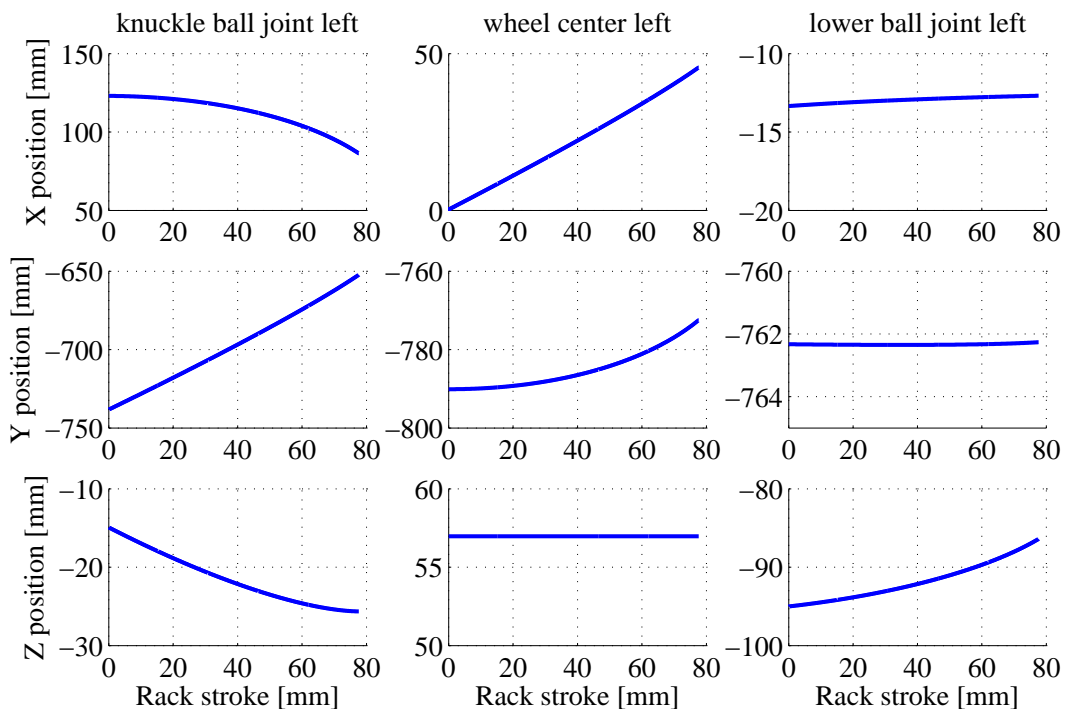 knuckle ball joint left
wheel center left
lower ball joint left
X position [mm]
150
100
50
0 20 40 60 80
50
0
0 20 40 60 80
−10
−15
−20
0 20 40 60 80
Y position [mm]
−650
−700
−750
0 20 40 60 80
−760
−780
−800
0 20 40 60 80
−760
−762
−764
0 20 40 60 80
Z position [mm]
−10
−20
−30
0 20 40 60 80
Rack stroke [mm]
60
55
50
0 20 40 60 80
Rack stroke [mm]
−80
−90
−100
0 20 40 60 80
Rack stroke [mm]